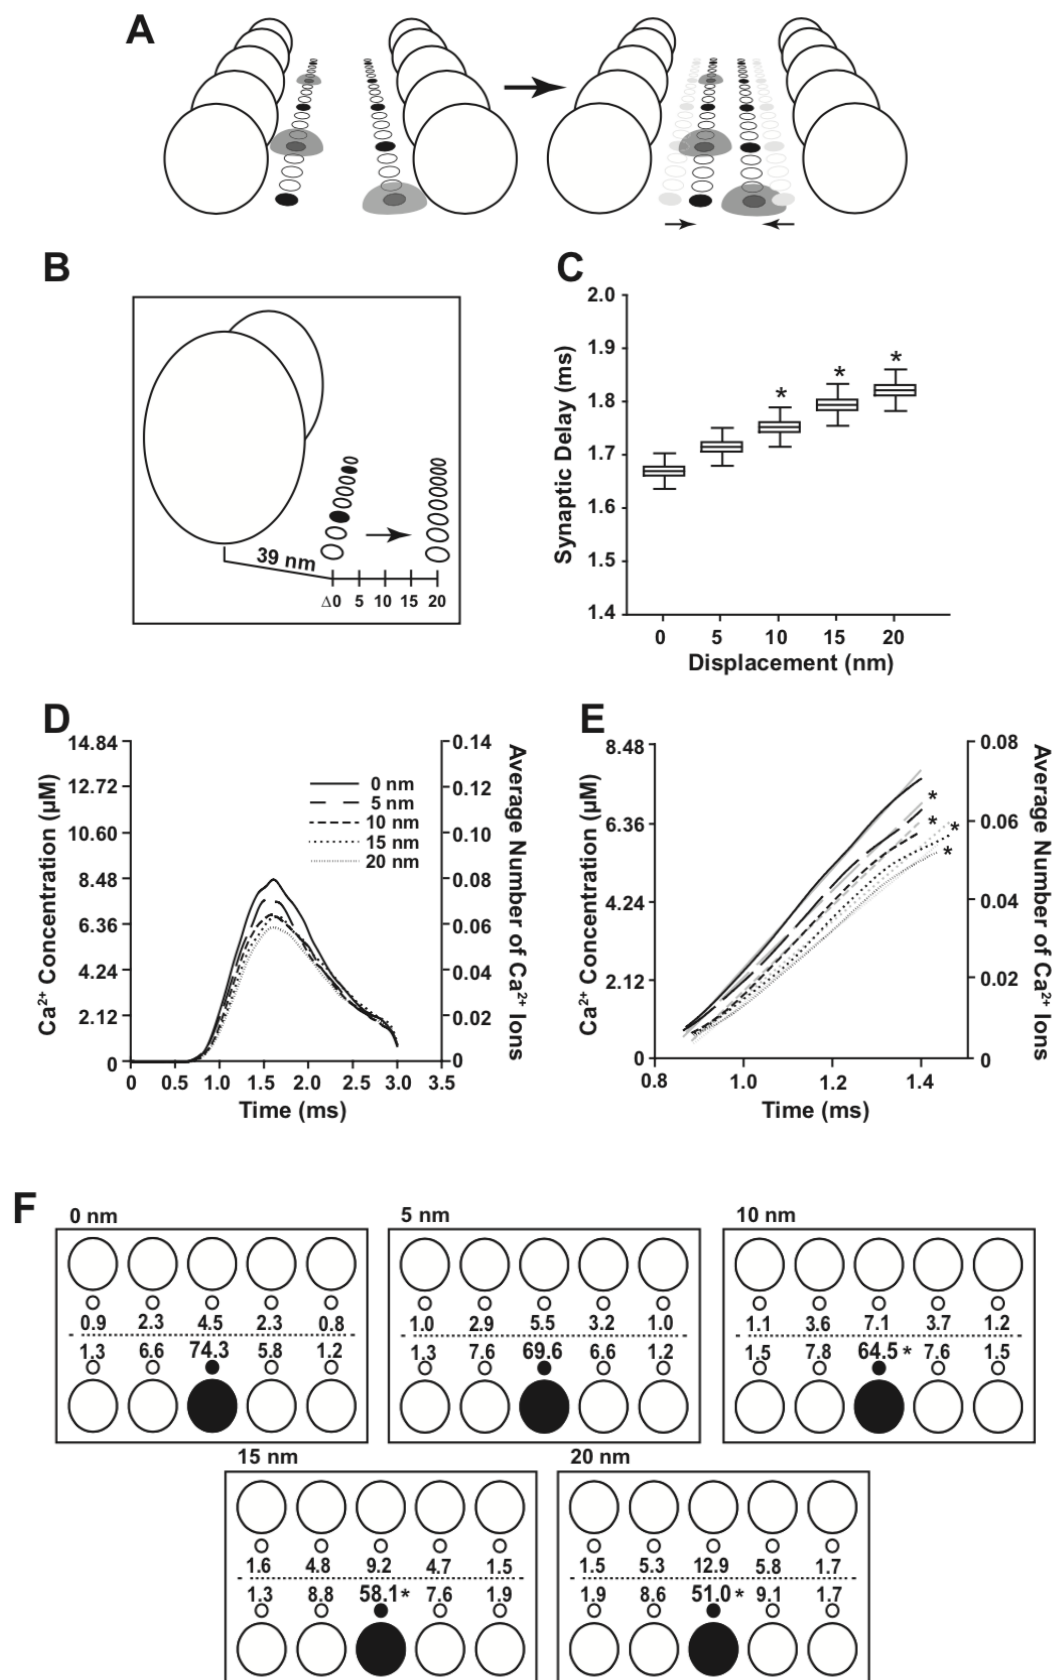 A
B
39 nm
Δ0 5 10 15 20
C
Synaptic Delay (ms)
2.0
1.9
1.8
1.7
1.6
1.5
1.4
* * *
0 5 10 15 20
Displacement (nm)
D
Ca²⁺ Concentration (µM)
14.84
12.72
10.60
8.48
6.36
4.24
2.12
0
0 nm
5 nm
10 nm
15 nm
20 nm
0.14
0.12
0.10
0.08
0.06
0.04
0.02
0
Average Number of Ca²⁺ Ions
0 0.5 1.0 1.5 2.0 2.5 3.0 3.5
Time (ms)
E
Ca²⁺ Concentration (µM)
8.48
6.36
4.24
2.12
0
*
*
*
*
0.08
0.06
0.04
0.02
0
Average Number of Ca²⁺ Ions
0.8 1.0 1.2 1.4
Time (ms)
F
0 nm
0.9 2.3 4.5 2.3 0.8
1.3 6.6 74.3 5.8 1.2
5 nm
1.0 2.9 5.5 3.2 1.0
1.3 7.6 69.6 6.6 1.2
10 nm
1.1 3.6 7.1 3.7 1.2
1.5 7.8 64.5 * 7.6 1.5
15 nm
1.6 4.8 9.2 4.7 1.5
1.3 8.8 58.1 * 7.6 1.9
20 nm
1.5 5.3 12.9 5.8 1.7
1.9 8.6 51.0 * 9.1 1.7